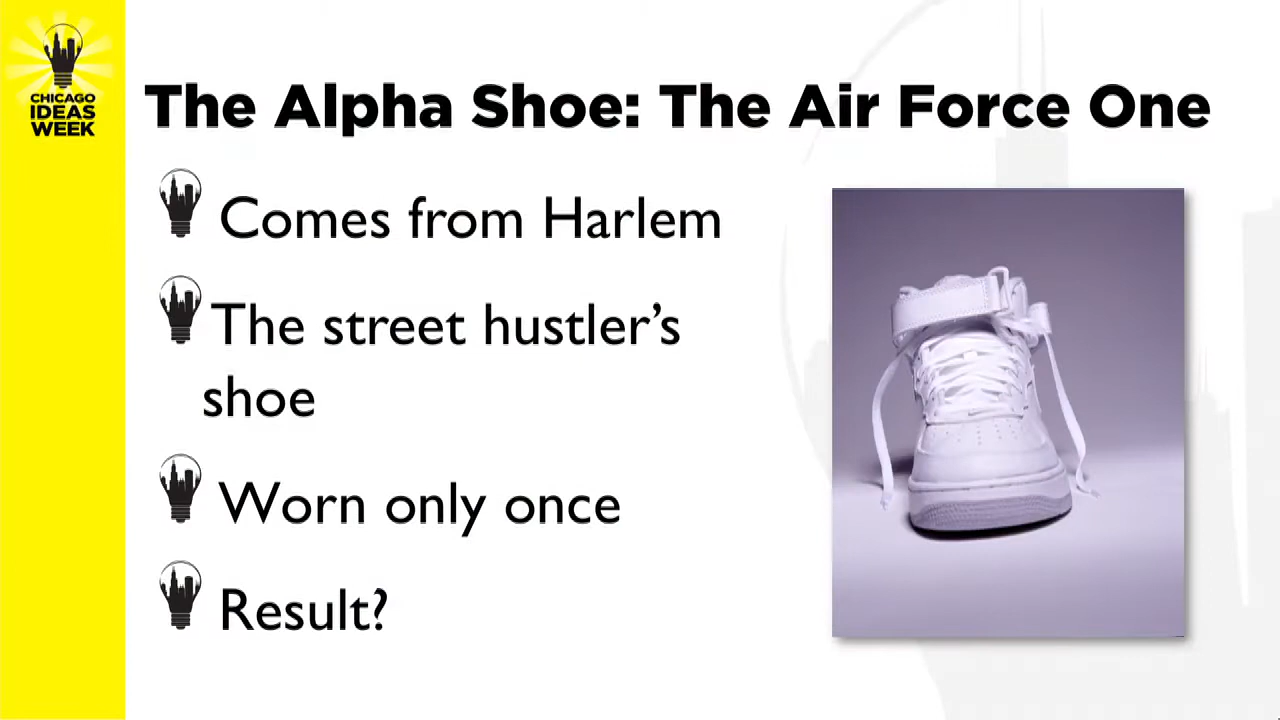 CHICAGO
IDEAS
WEEK
The Alpha Shoe: The Air Force One
Comes from Harlem
The street hustler’s
shoe
Worn only once
Result?